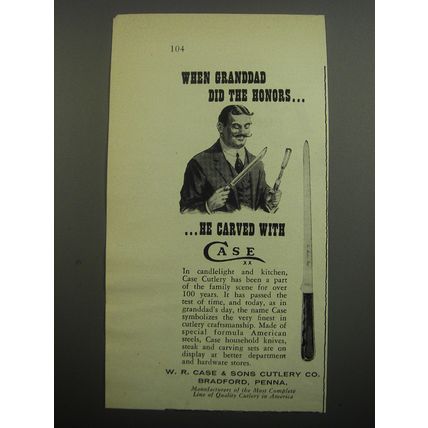 104
WHEN GRANDDAD
DID THE HONORS...
...HE CARVED WITH
CASE
XX
In candlelight and kitchen,
Case Cutlery has been a part
of the family scene for over
100 years. It has passed the
test of time, and today, as in
granddad's day, the name Case
symbolizes the very finest in
cutlery craftsmanship. Made of
special formula American
steels, Case household knives,
steak and carving sets are on
display at better department
and hardware stores.
W. R. CASE & SONS CUTLERY CO.
BRADFORD, PENNA.
Manufacturers of the Most Complete
Line of Quality Cutlery in America